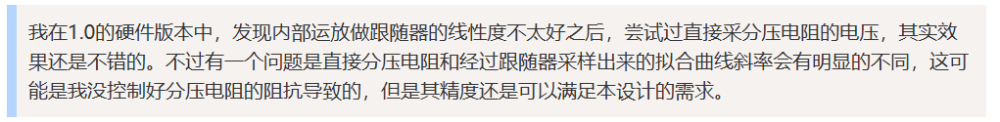 我在1.0的硬件版本中，发现内部运放做跟随器的线性度不太好之后，尝试过直接采分压电阻的电压，其实效
果还是不错的。不过有一个问题是直接分压电阻和经过跟随器采样出来的拟合曲线斜率会有明显的不同，这可
能是我没控制好分压电阻的阻抗导致的，但是其精度还是可以满足本设计的需求。